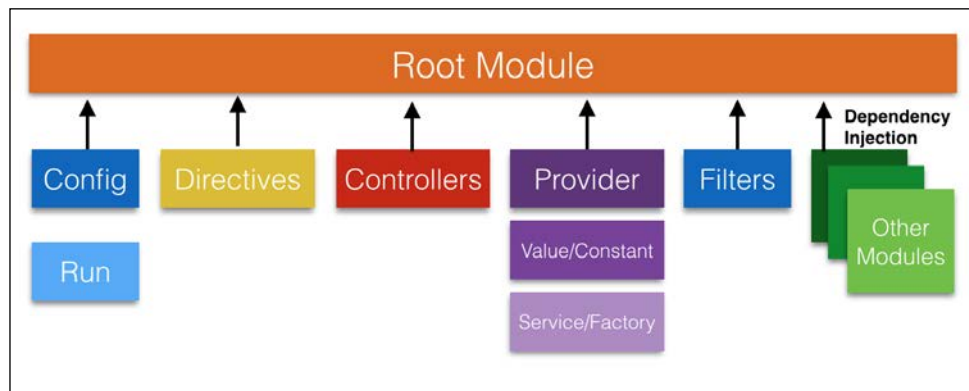 Root Module
Dependency
Injection
Config
Directives
Controllers
Provider
Filters
Other
Modules
Run
Value/Constant
Service/Factory